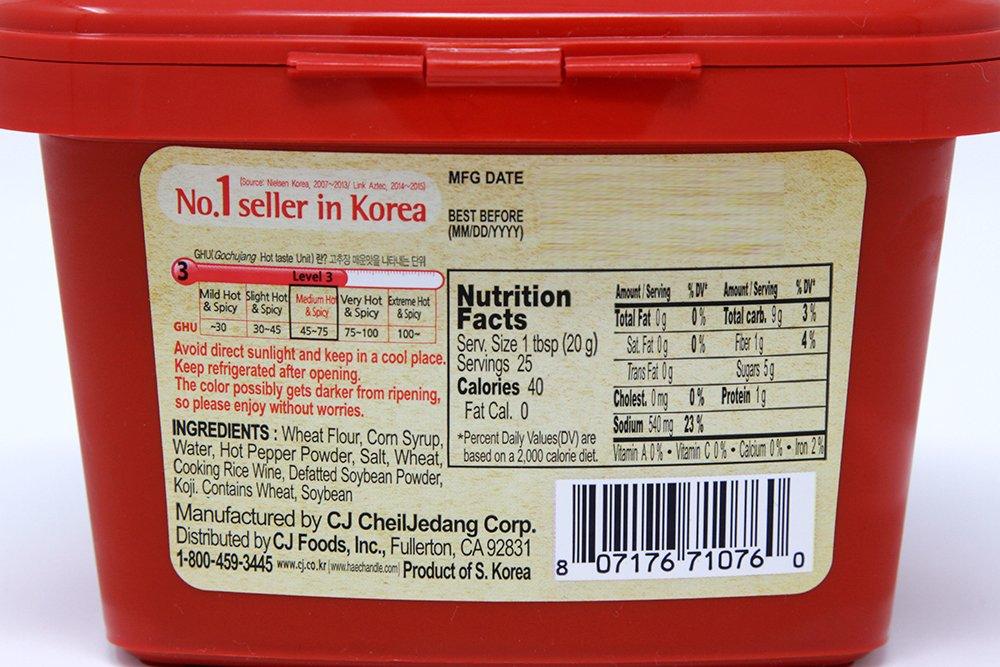 (Source: Nielsen Korea, 2007~2013/ Link Aztec, 2014~2015)
No.1 seller in Korea
MFG DATE
BEST BEFORE
(MM/DD/YYYY)
GHU(Gochujang Hot taste Unit) 란? 고추장 매운맛을 나타내는 단위
3 Level 3
Mild Hot & Spicy
Slight Hot & Spicy
Medium Hot & Spicy
Very Hot & Spicy
Extreme Hot & Spicy
GHU ~30 30~45 45~75 75~100 100~
Avoid direct sunlight and keep in a cool place.
Keep refrigerated after opening.
The color possibly gets darker from ripening,
so please enjoy without worries.
INGREDIENTS : Wheat Flour, Corn Syrup,
Water, Hot Pepper Powder, Salt, Wheat,
Cooking Rice Wine, Defatted Soybean Powder,
Koji. Contains Wheat, Soybean
Manufactured by CJ CheilJedang Corp.
Distributed by CJ Foods, Inc., Fullerton, CA 92831
1-800-459-3445 www.cj.co.kr | www.haechandle.com | Product of S. Korea
Nutrition
Facts
Serv. Size 1 tbsp (20 g)
Servings 25
Calories 40
Fat Cal. 0
*Percent Daily Values(DV) are
based on a 2,000 calorie diet.
Amount / Serving % DV* Amount / Serving % DV*
Total Fat 0g 0% Total carb. 9g 3%
Sat. Fat 0g 0% Fiber 1g 4%
Trans Fat 0g Sugars 5g
Cholest. 0mg 0% Protein 1g
Sodium 540mg 23%
Vitamin A 0% • Vitamin C 0% • Calcium 0% • Iron 2%
8 07176 71076 0